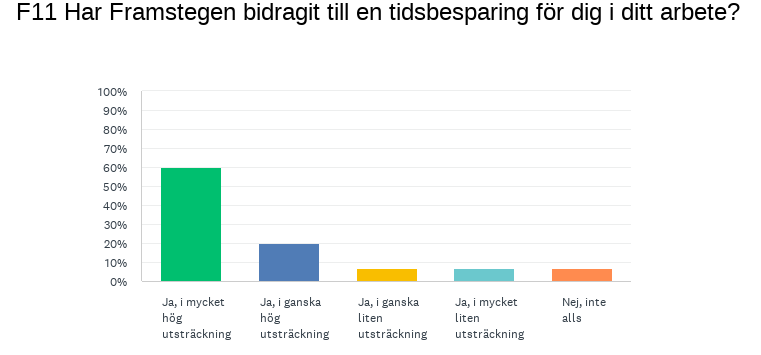 F11 Har Framstegen bidragit till en tidsbesparing för dig i ditt arbete?
100%
90%
80%
70%
60%
50%
40%
30%
20%
10%
0%
Ja, i mycket
hög
utsträckning
Ja, i ganska
hög
utsträckning
Ja, i ganska
liten
utsträckning
Ja, i mycket
liten
utsträckning
Nej, inte
alls